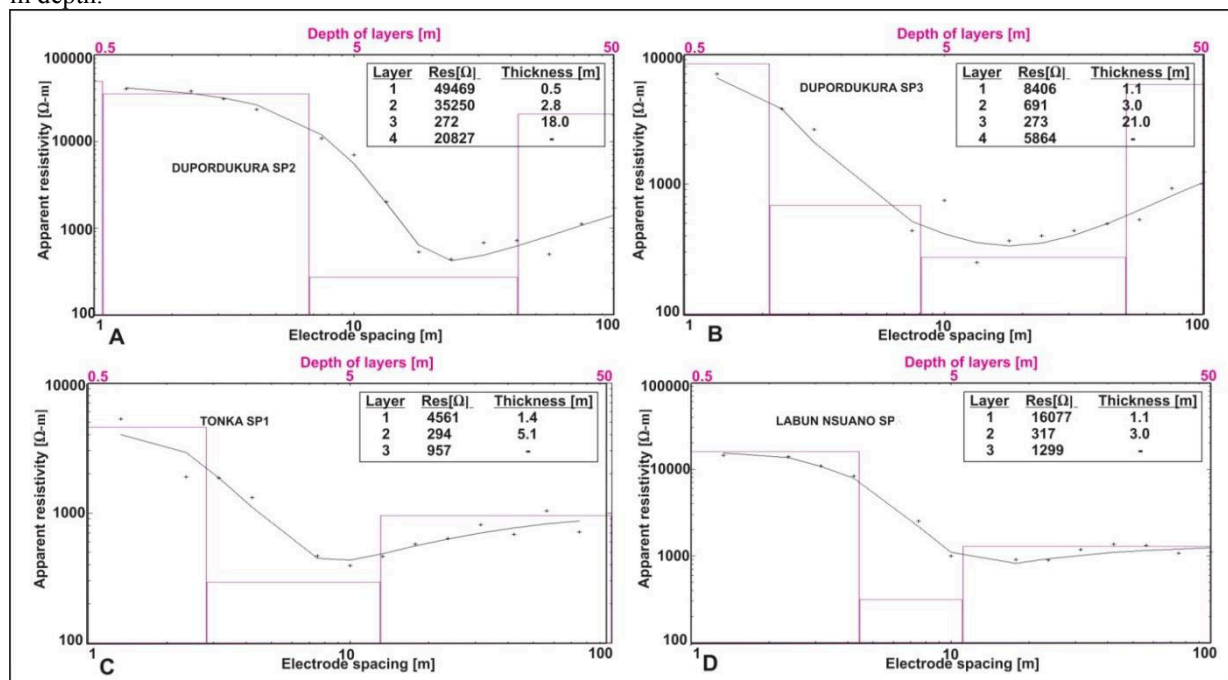 in depth.
Depth of layers [m]
0.5 5 50
100000
10000
1000
100
Apparent resistivity [Ω-m]
Layer Res[Ω| Thickness [m]
1 49469 0.5
2 35250 2.8
3 272 18.0
4 20827 -
DUPORDUKURA SP2
A
1 10 100
Electrode spacing [m]
Depth of layers [m]
0.5 5 50
10000
1000
100
Apparent resistivity [Ω-m]
DUPORDUKURA SP3
Layer Res[Ω| Thickness [m]
1 8406 1.1
2 691 3.0
3 273 21.0
4 5864 -
B
1 10 100
Electrode spacing [m]
Depth of layers [m]
0.5 5 50
10000
1000
100
Apparent resistivity [Ω-m]
TONKA SP1
Layer Res[Ω| Thickness [m]
1 4561 1.4
2 294 5.1
3 957 -
C
1 10 100
Electrode spacing [m]
Depth of layers [m]
0.5 5 50
100000
10000
1000
100
Apparent resistivity [Ω-m]
LABUN NSUANO SP
Layer Res[Ω| Thickness [m]
1 16077 1.1
2 317 3.0
3 1299 -
D
1 10 100
Electrode spacing [m]